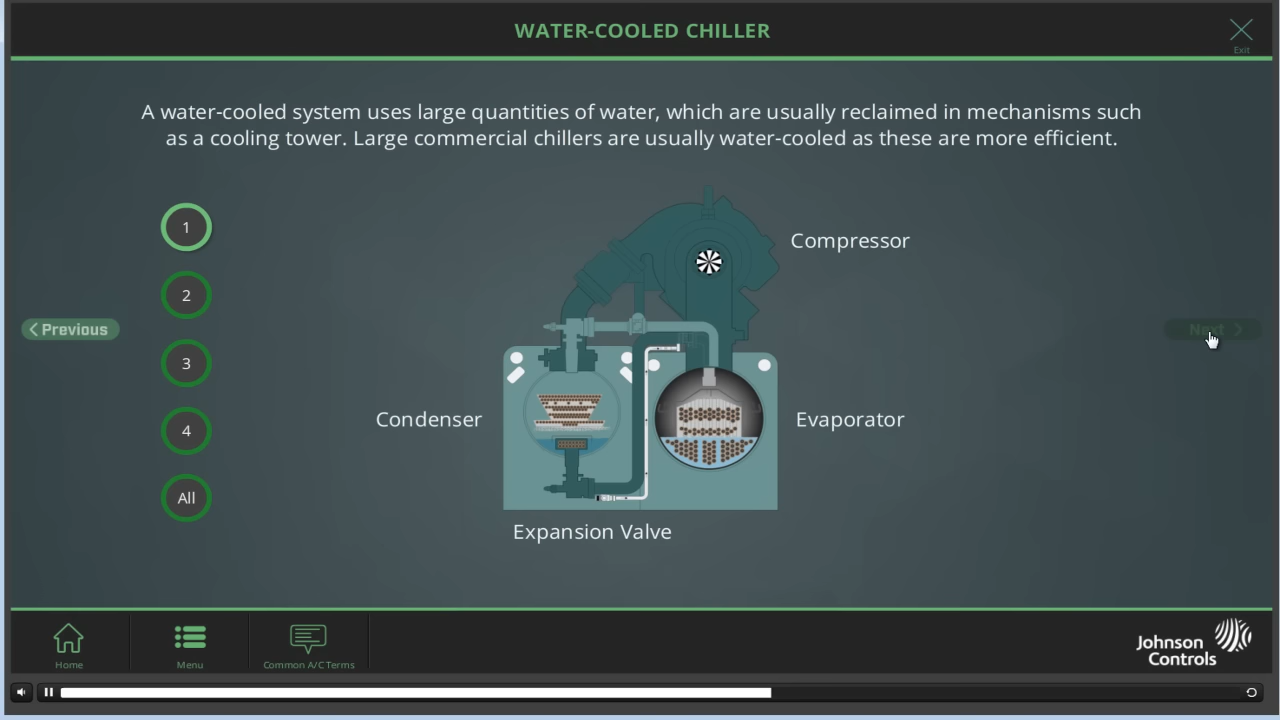 WATER-COOLED CHILLER
Exit
A water-cooled system uses large quantities of water, which are usually reclaimed in mechanisms such
as a cooling tower. Large commercial chillers are usually water-cooled as these are more efficient.
1
Compressor
2
Previous
Next
3
Condenser
Evaporator
4
All
Expansion Valve
Home
Menu
Common A/C Terms
Johnson
Controls